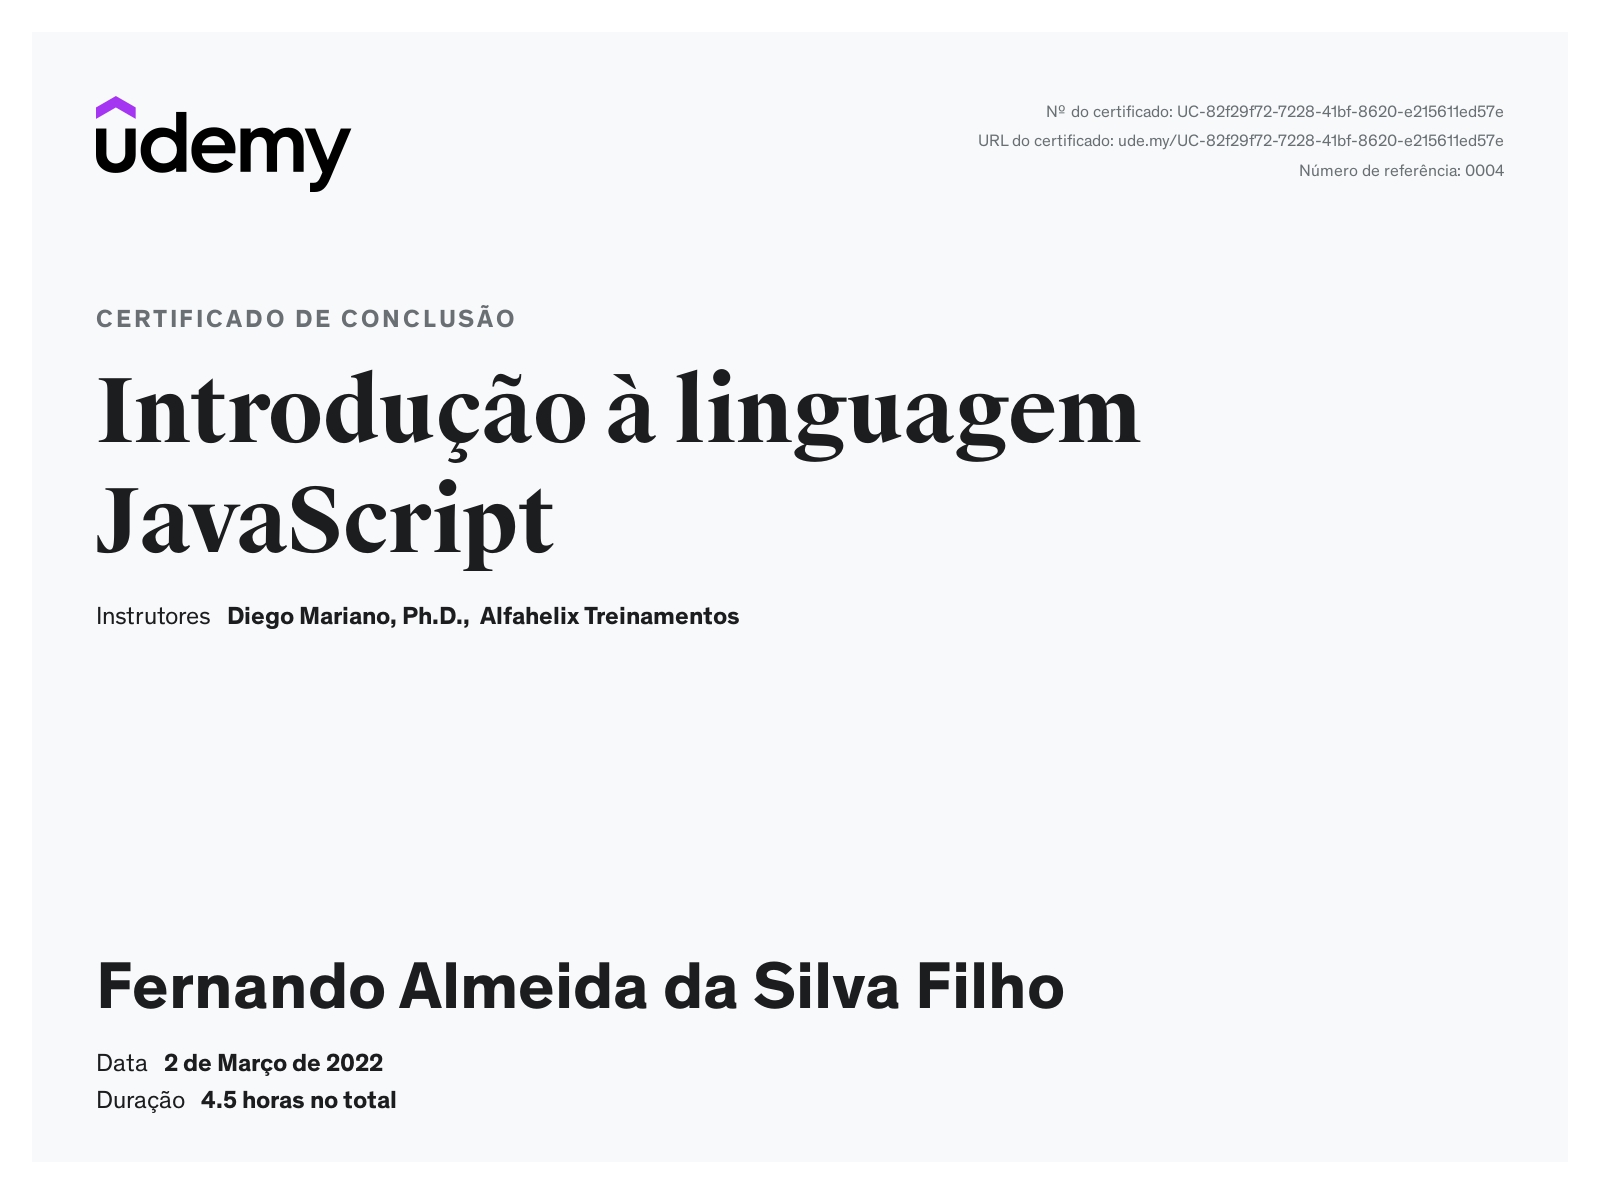 udemy
Nº do certificado: UC-82f29f72-7228-41bf-8620-e215611ed57e
URL do certificado: ude.my/UC-82f29f72-7228-41bf-8620-e215611ed57e
Número de referência: 0004
CERTIFICADO DE CONCLUSÃO
Introdução à linguagem
JavaScript
Instrutores Diego Mariano, Ph.D., Alfahelix Treinamentos
Fernando Almeida da Silva Filho
Data 2 de Março de 2022
Duração 4.5 horas no total